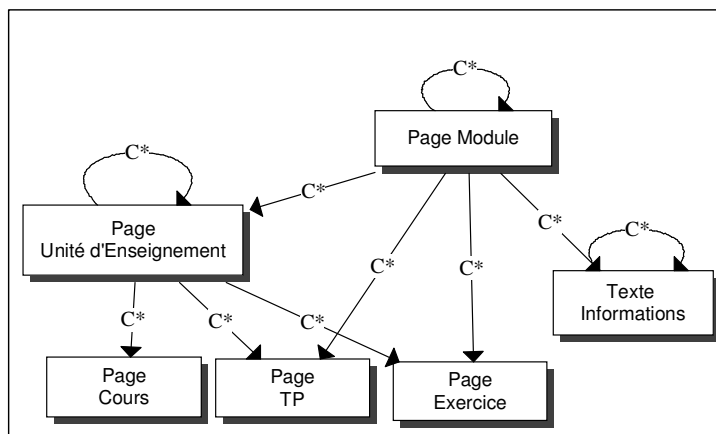 C*
Page Module
C*
C*
Page
Unité d'Enseignement
C*
C*
C*
C*
Texte
Informations
C*
C*
C*
Page
Cours
Page
TP
Page
Exercice